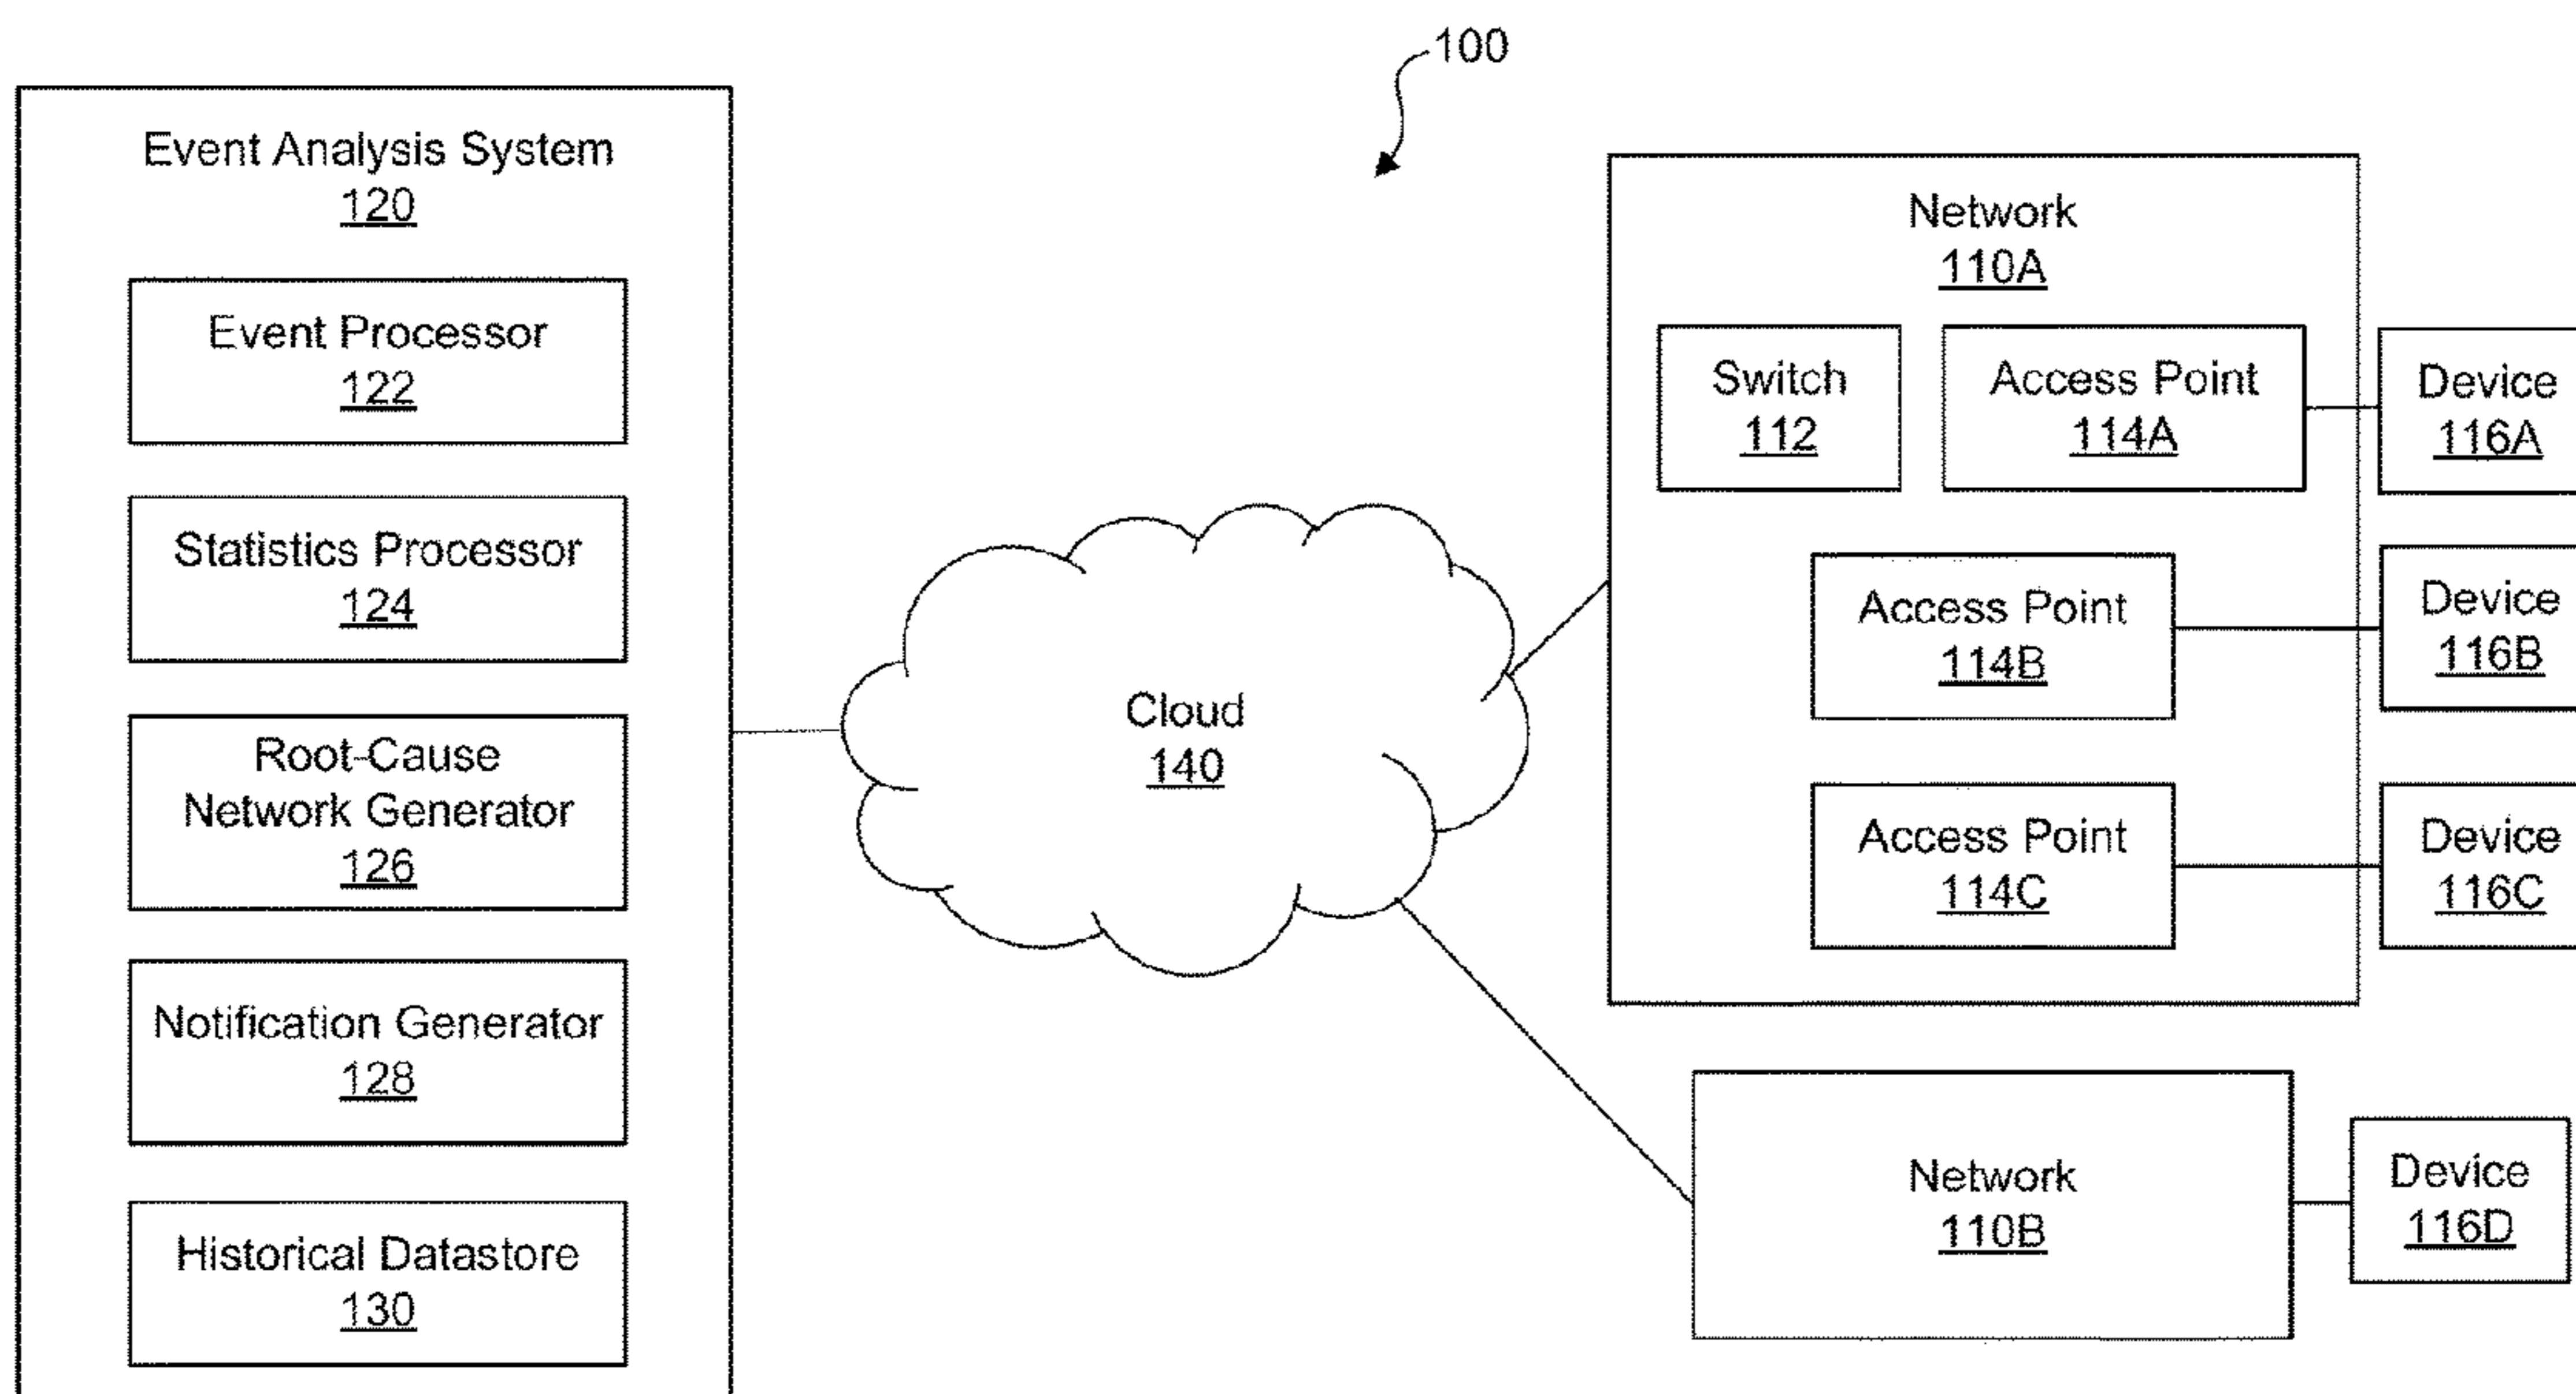 100
Event Analysis System
120
Event Processor
122
Statistics Processor
124
Root-Cause
Network Generator
126
Notification Generator
128
Historical Datastore
130
Cloud
140
Network
110A
Switch
112
Access Point
114A
Device
116A
Access Point
114B
Device
116B
Access Point
114C
Device
116C
Network
110B
Device
116D